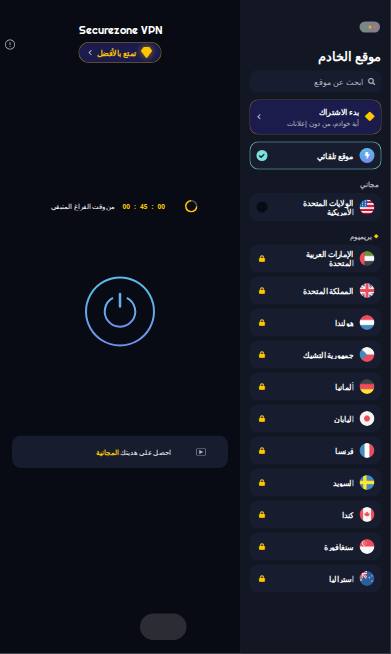 Securezone VPN
تمتع بالأفضل
00 : 45 : 00 من وقت الفراغ المتبقي
احصل على هديتك المجانية
موقع الخادم
ابحث عن موقع
بدء الاشتراك
أية خوادم، من دون إعلانات
موقع تلقائي
مجاني
الولايات المتحدة
الأمريكية
بريميوم
الإمارات العربية
المتحدة
المملكة المتحدة
هولندا
جمهورية التشيك
ألمانيا
اليابان
فرنسا
السويد
كندا
سنغافورة
أستراليا